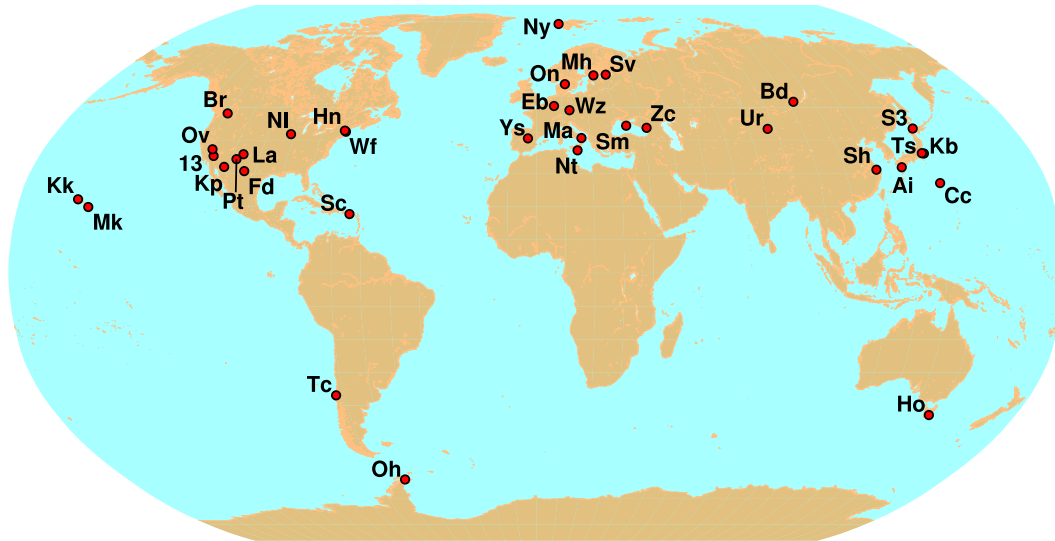 Ny
Mh Sv
On
Br
Eb Wz
Bd
Ov
Nl Hn
Wf
Ys Ma Sm Zc
Ur
S3
13
La
Nt
Ts Kb
Kp Pt Fd
Sh
Ai
Kk
Mk
Sc
Cc
Tc
Ho
Oh